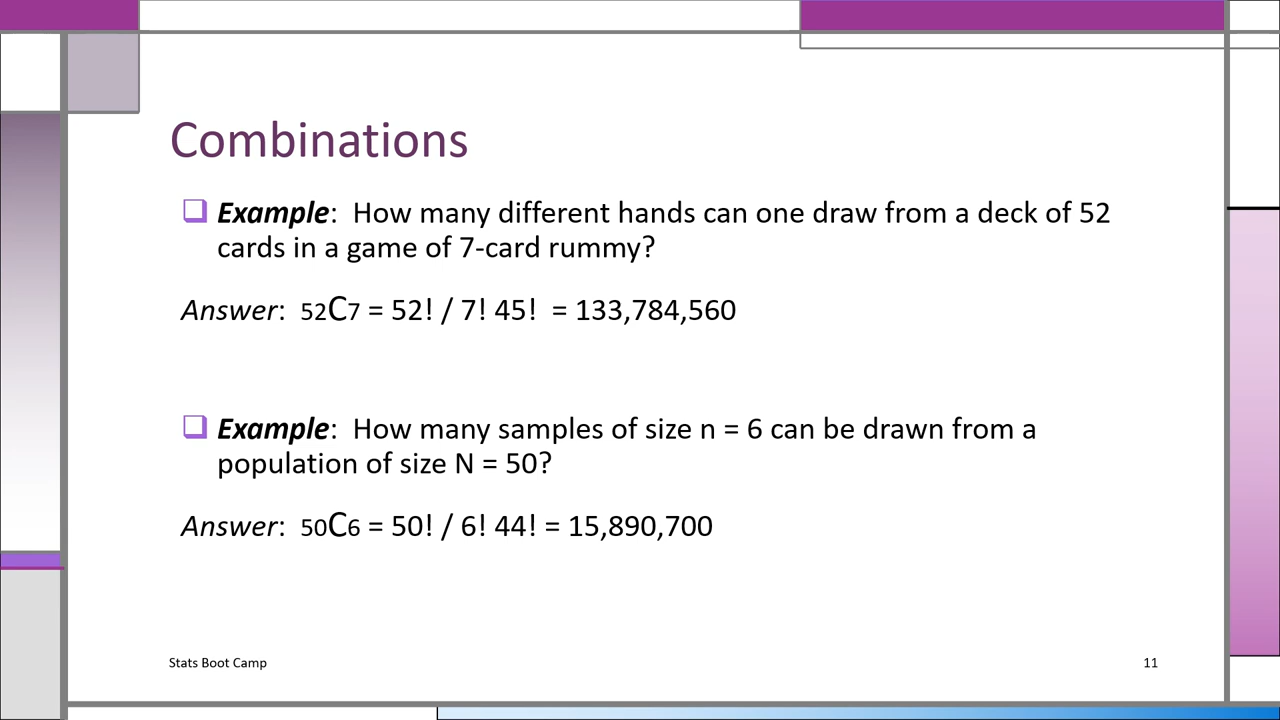 Combinations
Example: How many different hands can one draw from a deck of 52
cards in a game of 7-card rummy?
Answer: 52C7 = 52! / 7! 45! = 133,784,560
Example: How many samples of size n = 6 can be drawn from a
population of size N = 50?
Answer: 50C6 = 50! / 6! 44! = 15,890,700
Stats Boot Camp
11